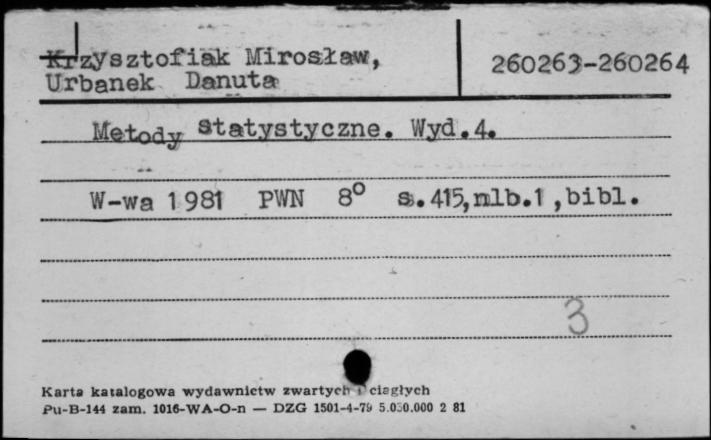 Krzysztofiak Mirosław, 260263-260264
Urbanek Danuta
Metody statystyczne. Wyd.4.
W-wa 1981 PWN 8° s.415,nlb.1,bibl.
3
Karta katalogowa wydawnictw zwartych i ciągłych
Pu-B-144 zam. 1016-WA-O-n — DZG 1501-4-79 5.030.000 2 81